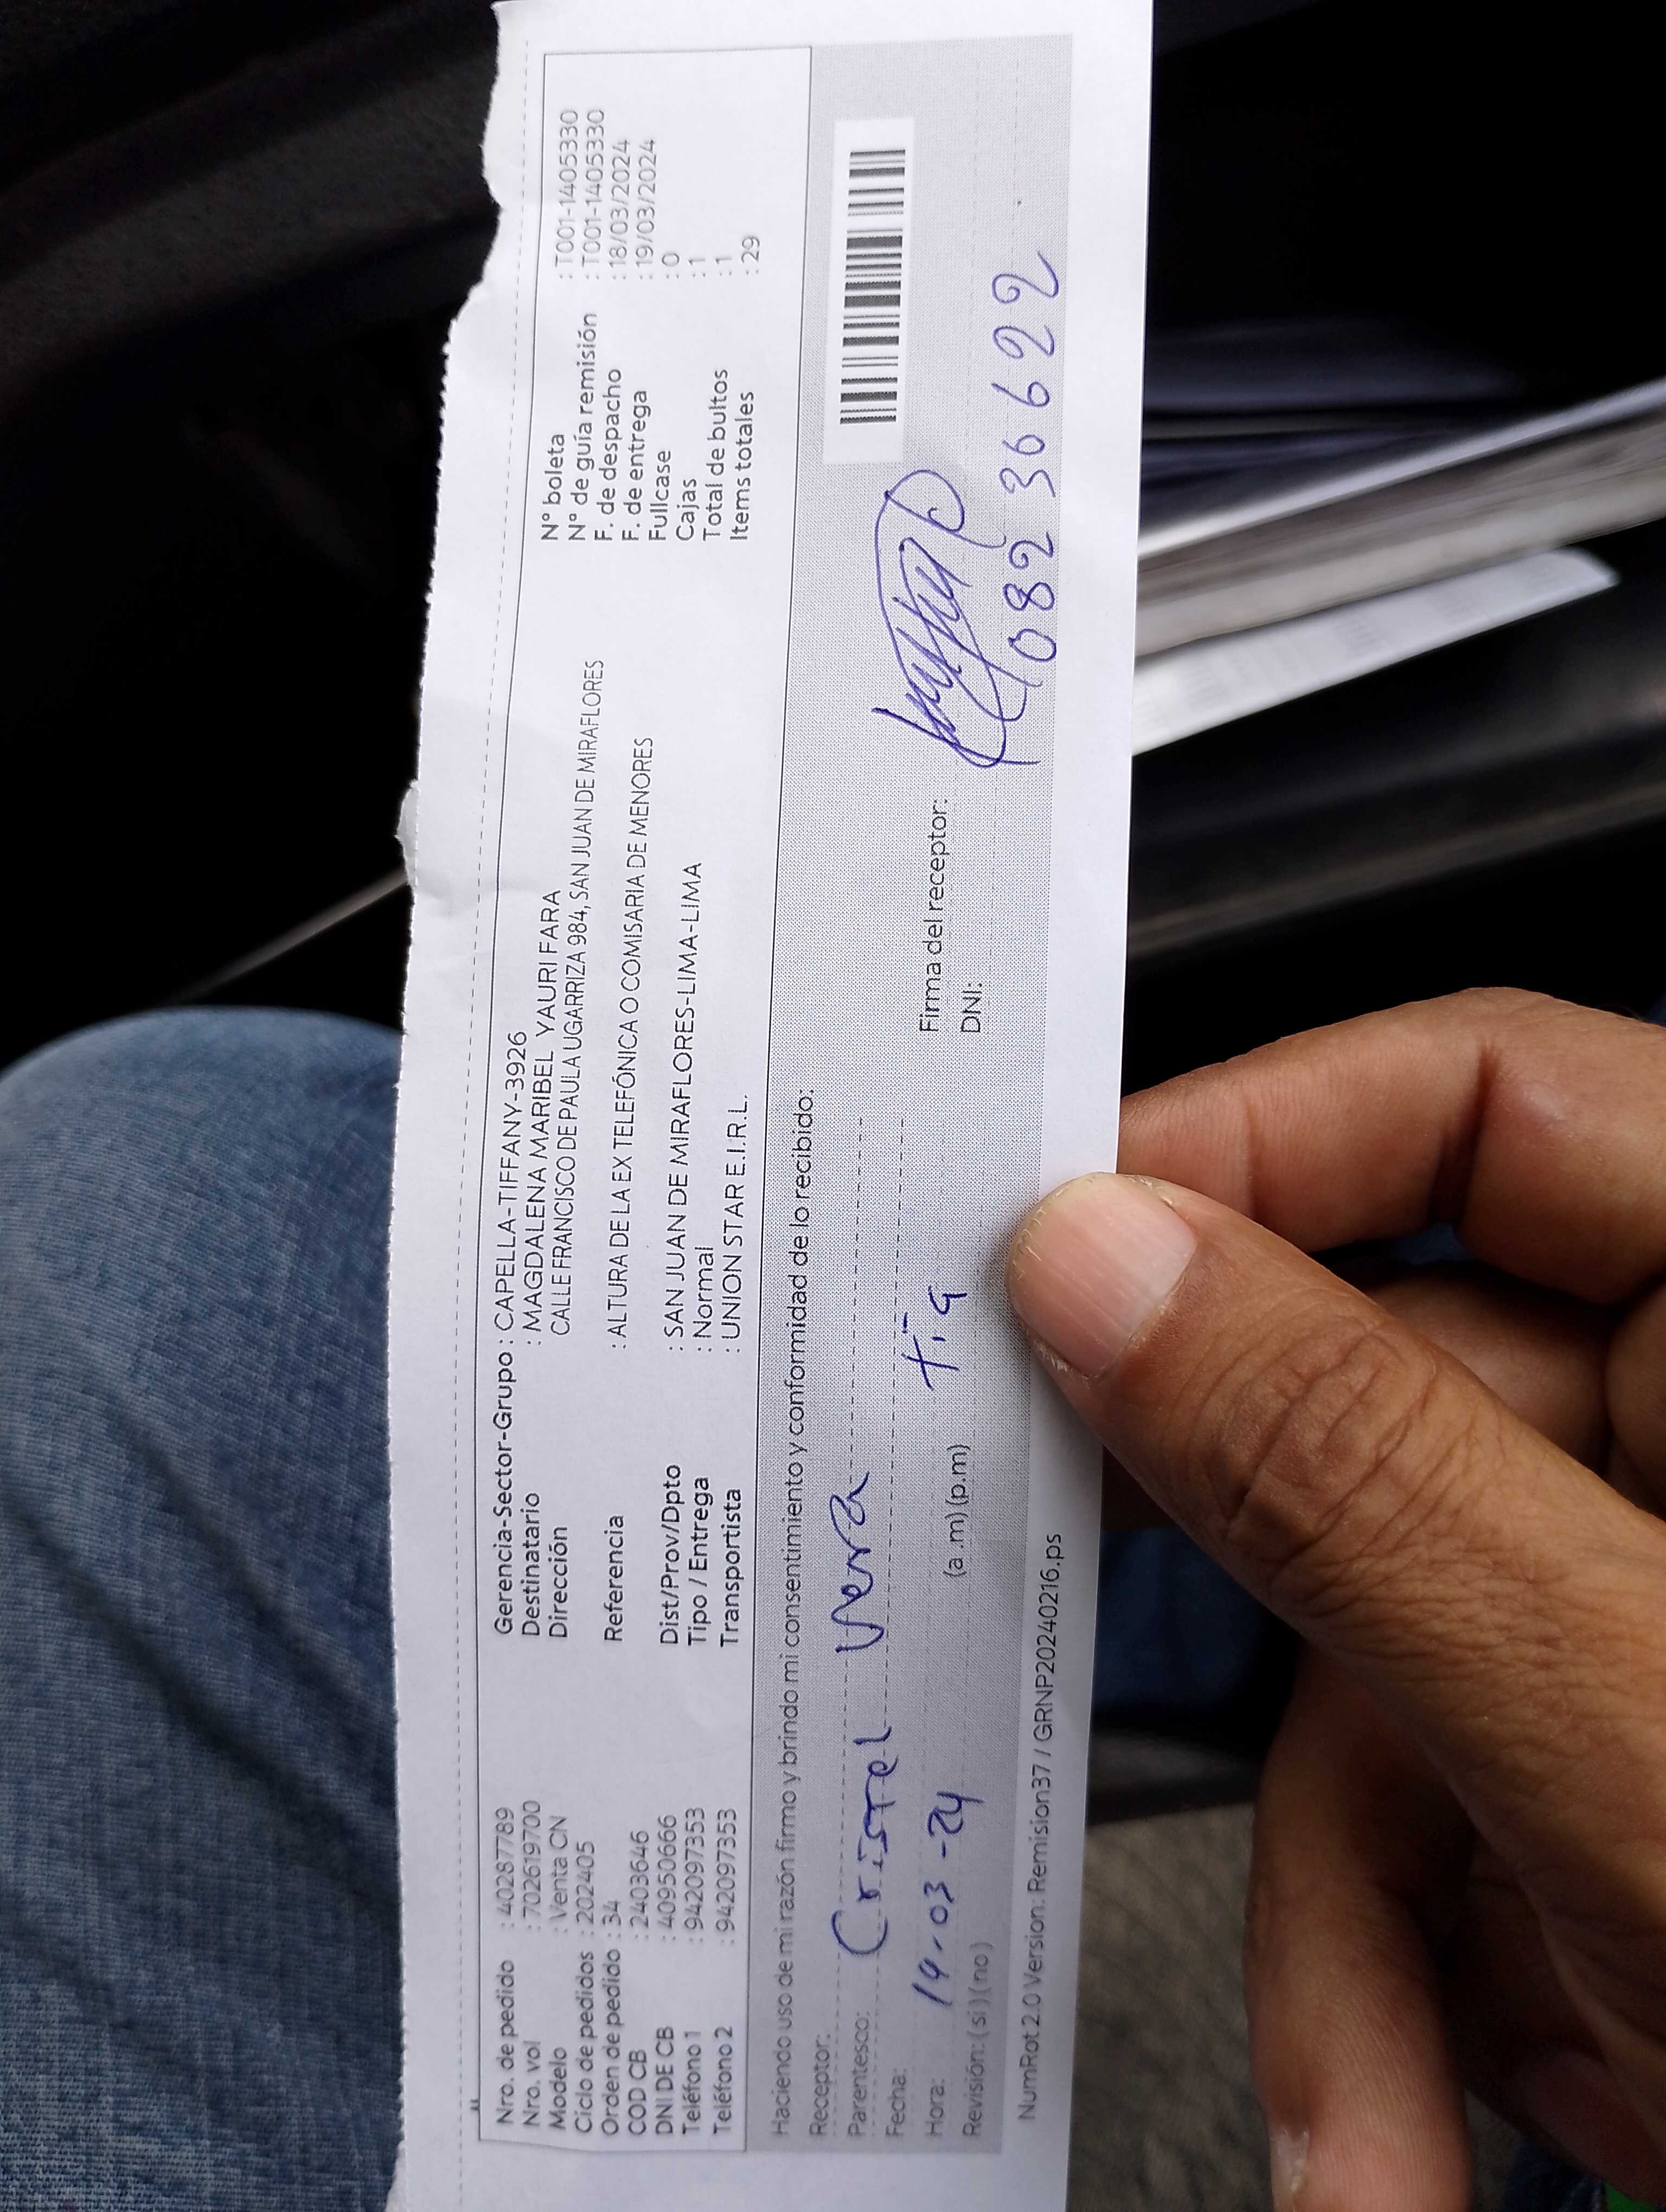 Nro. de pedido : 40287789
Nro. vol : 702619700
Modelo : Venta CN
Ciclo de pedidos : 202405
Orden de pedido : 34
COD CB : 2403646
DNI DE CB : 40950666
Teléfono 1 : 942097353
Teléfono 2 : 942097353
Gerencia-Sector-Grupo : CAPELLA-TIFFANY-3926
Destinatario : MAGDALENA MARIBEL YAURI FARA
Dirección CALLE FRANCISCO DE PAULA UGARRIZA 984, SAN JUAN DE MIRAFLORES
Referencia : ALTURA DE LA EX TELEFÓNICA O COMISARIA DE MENORES
Dist/Prov/Dpto : SAN JUAN DE MIRAFLORES-LIMA-LIMA
Tipo / Entrega : Normal
Transportista : UNION STAR E.I.R.L.
N° boleta : T001-1405330
N° de guía remisión : T001-1405330
F. de despacho : 18/03/2024
F. de entrega : 19/03/2024
Fullcase : 0
Cajas : 1
Total de bultos : 1
Items totales : 29
Haciendo uso de mi razón firmo y brindo mi consentimiento y conformidad de lo recibido:
Receptor:
Parentesco: Cristel Vera
Fecha:
Hora: 19-03-24 (a .m) (p.m) tia
Revisión: ( si ) ( no )
Firma del receptor:
DNI: 08236622
NumRot 2.0 Version.: Remision37 / GRNP20240216.ps